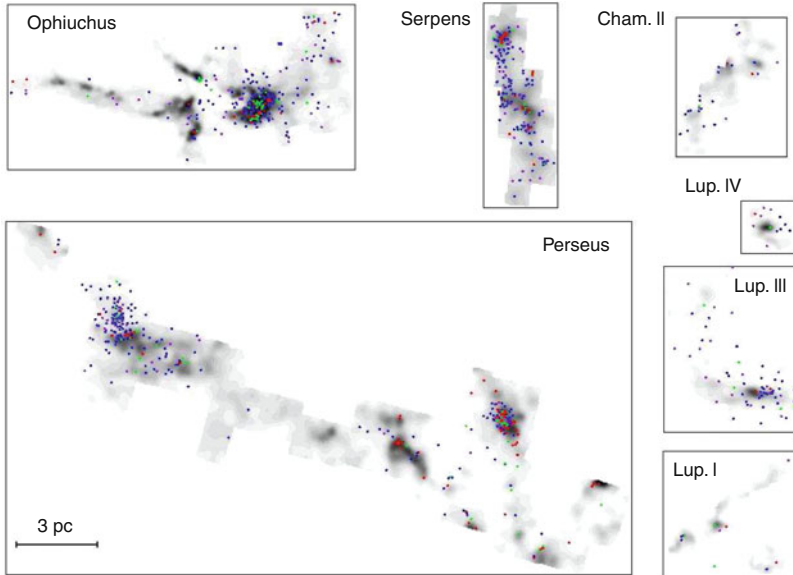 Ophiuchus
Serpens
Cham. II
Lup. IV
Perseus
Lup. III
Lup. I
3 pc